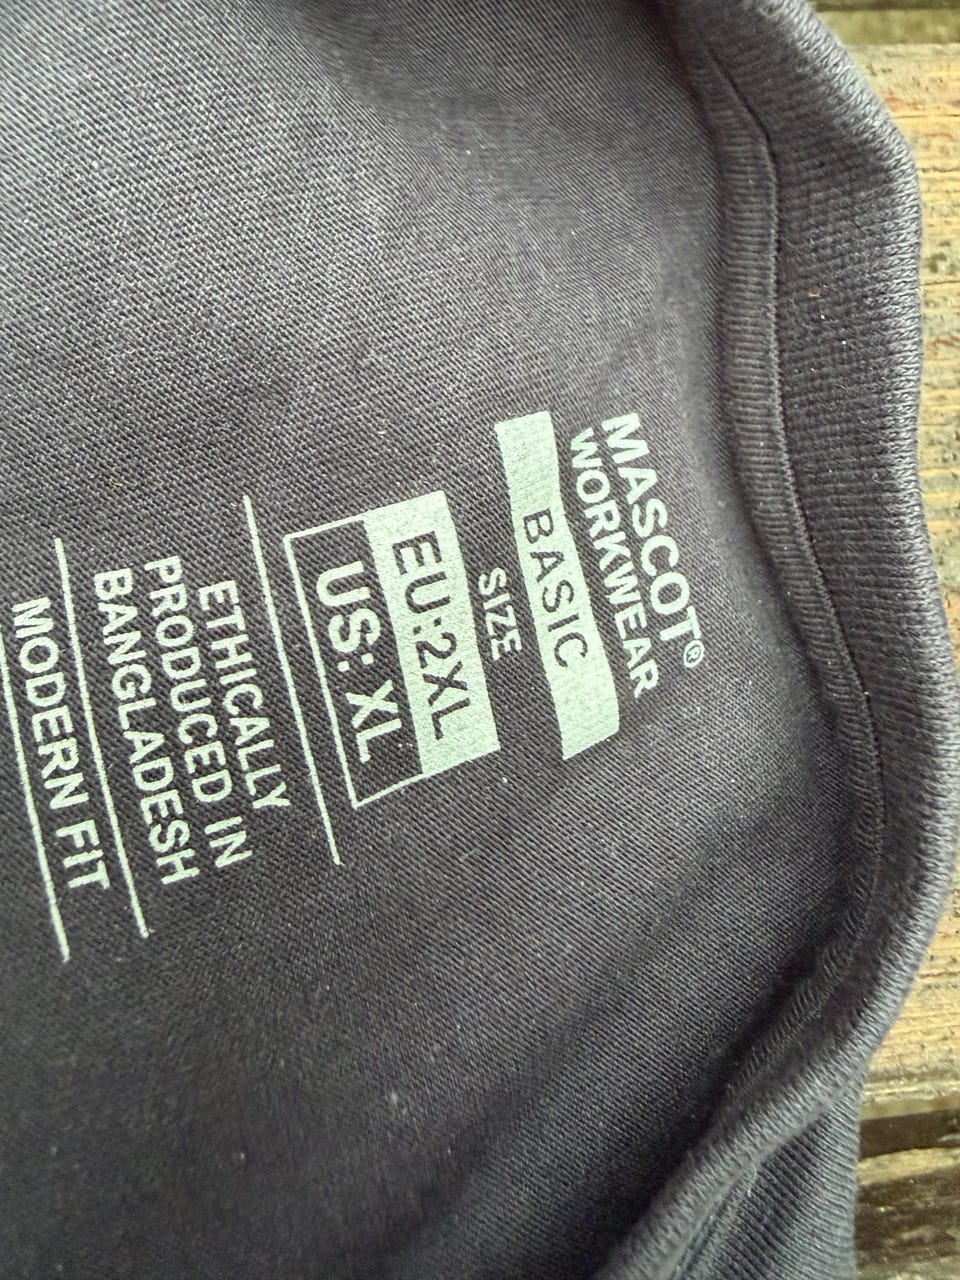 MASCOT®
WORKWEAR
BASIC
SIZE
EU:2XL
US: XL
ETHICALLY
PRODUCED IN
BANGLADESH
MODERN FIT